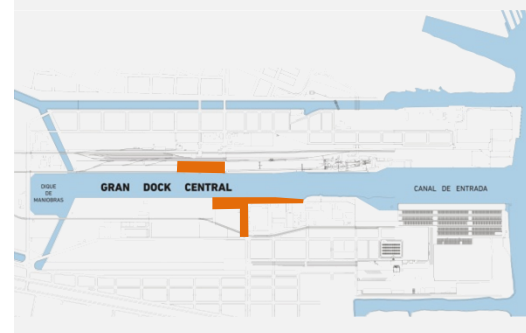 GRAN DOCK CENTRAL
DIQUE
DE
MANIOBRAS
CANAL DE ENTRADA